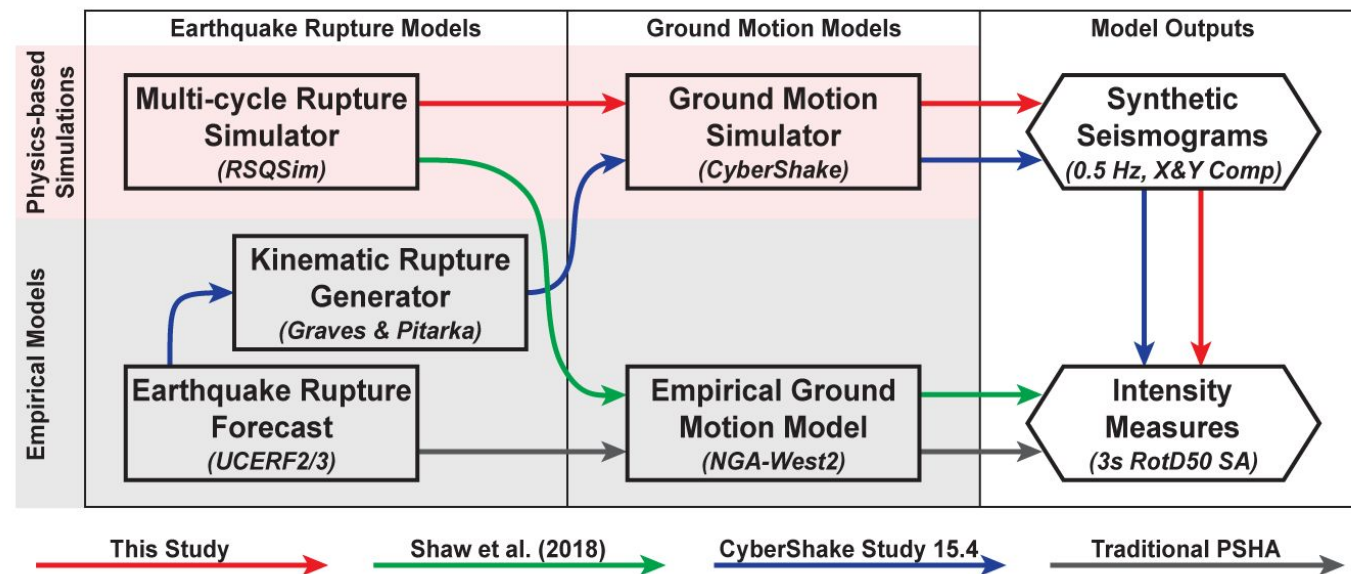 Earthquake Rupture Models
Ground Motion Models
Model Outputs
Physics-based
Simulations
Multi-cycle Rupture
Simulator
(RSQSim)
Ground Motion
Simulator
(CyberShake)
Synthetic
Seismograms
(0.5 Hz, X&Y Comp)
Empirical Models
Kinematic Rupture
Generator
(Graves & Pitarka)
Earthquake Rupture
Forecast
(UCERF2/3)
Empirical Ground
Motion Model
(NGA-West2)
Intensity
Measures
(3s RotD50 SA)
This Study
Shaw et al. (2018)
CyberShake Study 15.4
Traditional PSHA